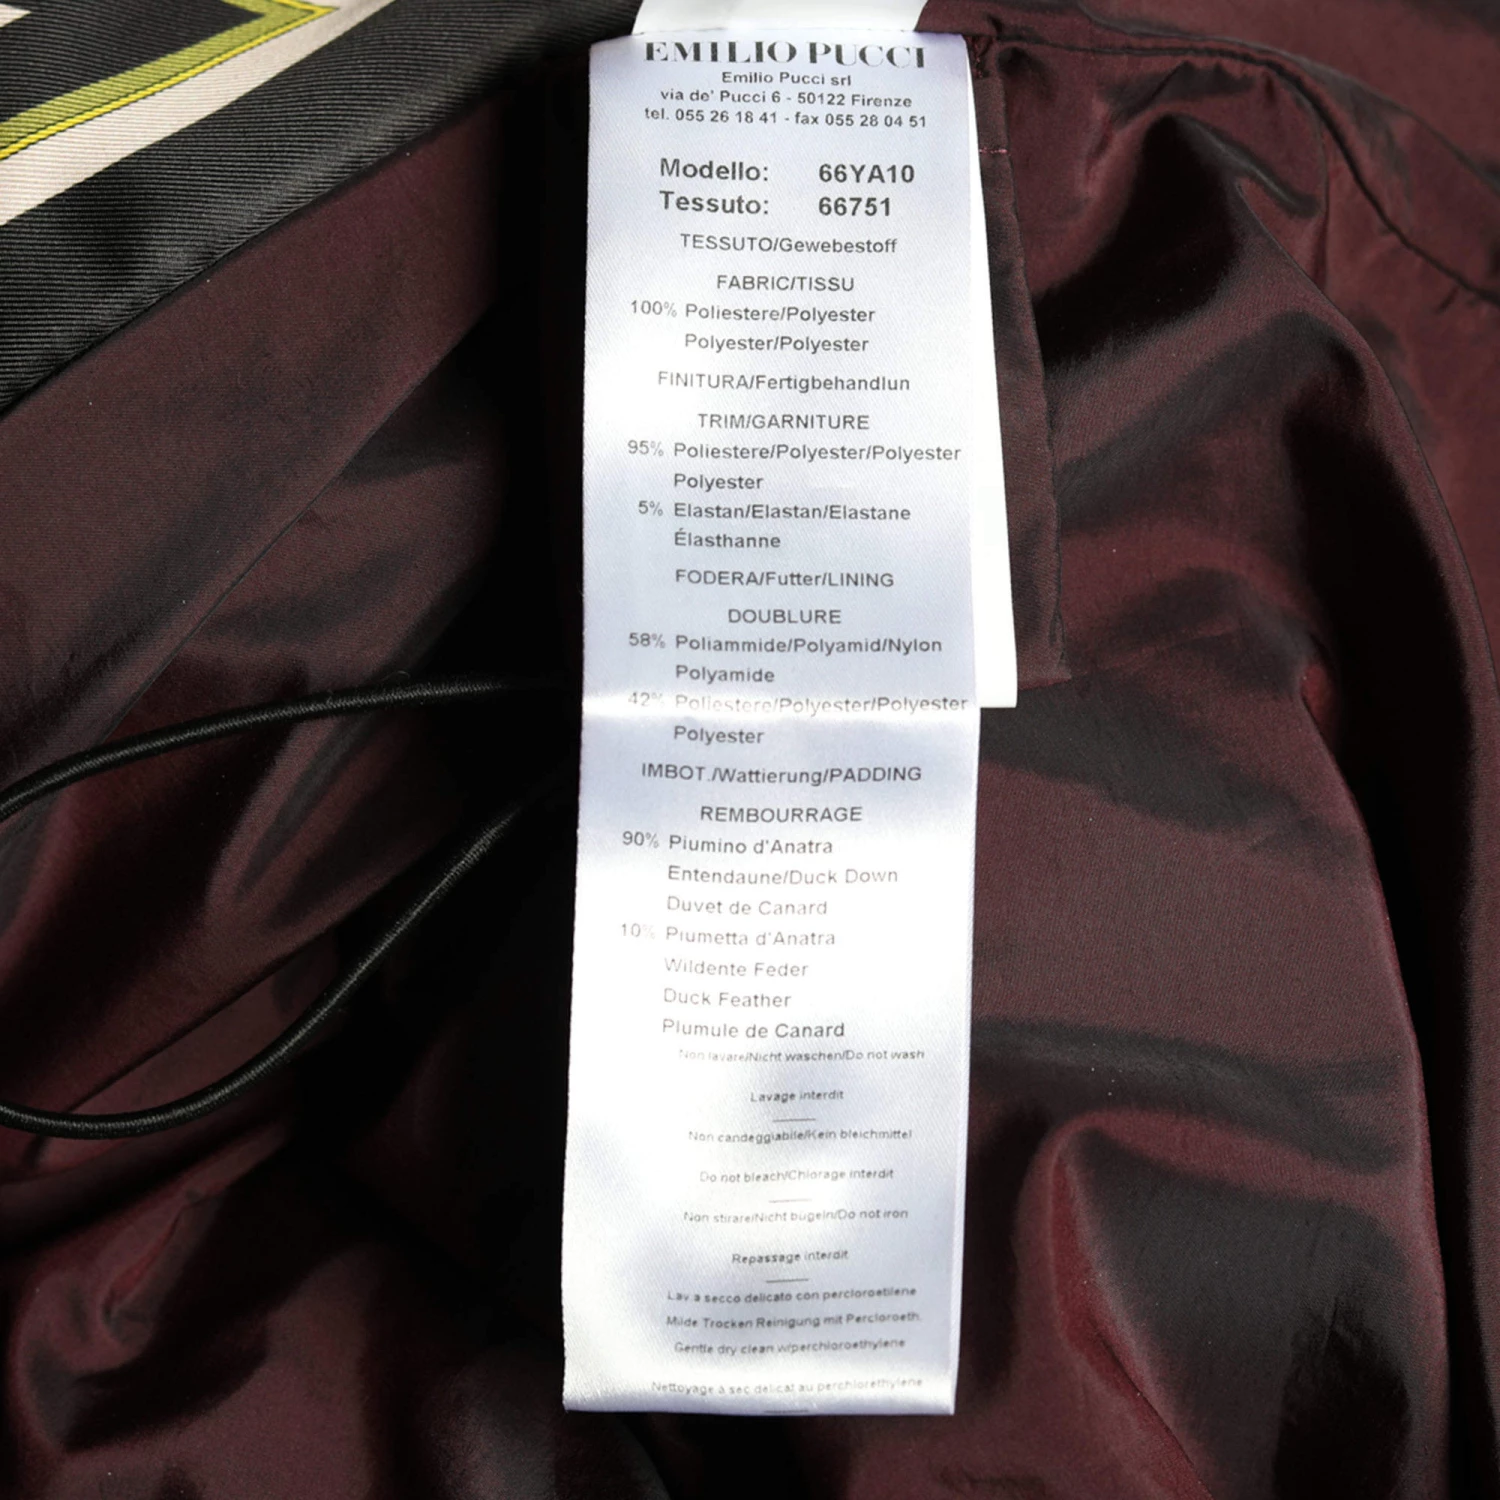 EMILIO PUCCI
Emilio Pucci srl
via de' Pucci 6 - 50122 Firenze
tel. 055 26 18 41 - fax 055 28 04 51
Modello: 66YA10
Tessuto: 66751
TESSUTO/Gewebestoff
FABRIC/TISSU
100% Poliestere/Polyester
Polyester/Polyester
FINITURA/Fertigbehandlun
TRIM/GARNITURE
95% Poliestere/Polyester/Polyester
Polyester
5% Elastan/Elastan/Elastane
Élasthanne
FODERA/Futter/LINING
DOUBLURE
58% Poliammide/Polyamid/Nylon
Polyamide
42% Poliestere/Polyester/Polyester
Polyester
IMBOT./Wattierung/PADDING
REMBOURRAGE
90% Piumino d'Anatra
Entendaune/Duck Down
Duvet de Canard
10% Piumetta d'Anatra
Wildente Feder
Duck Feather
Plumule de Canard
Non lavare/Nicht waschen/Do not wash
Lavage interdit
Non candeggiabile/Kein bleichmittel
Do not bleach/Chlorage interdit
Non stirare/Nicht bugeln/Do not iron
Repassage interdit
Lav a secco delicato con percloroetilene
Milde Trocken Reinigung mit Percloroeth.
Gentle dry clean w/perchloroethylene
Nettoyage a sec delicat au perchlorethylene